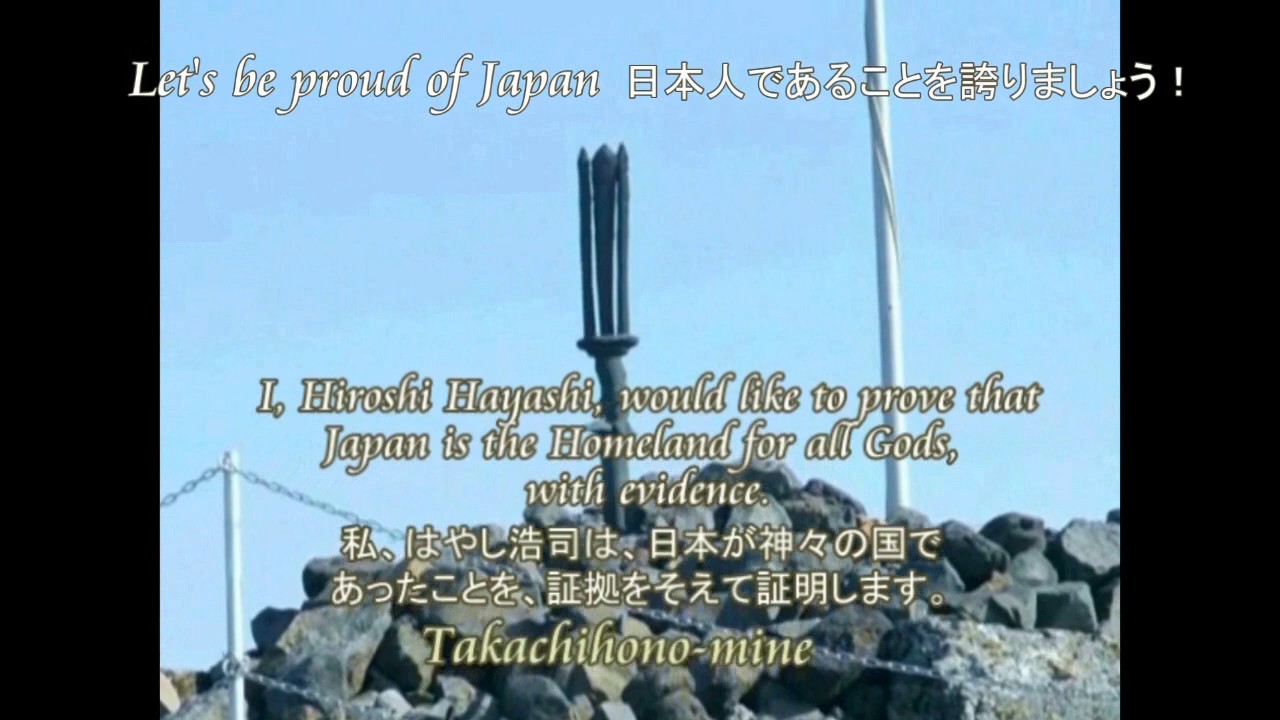 Let's be proud of Japan 日本人であることを誇りましょう！
I, Hiroshi Hayashi, would like to prove that
Japan is the Homeland for all Gods,
with evidence.
私、はやし浩司は、日本が神々の国で
あったことを、証拠をそえて証明します。
Takachihono-mine